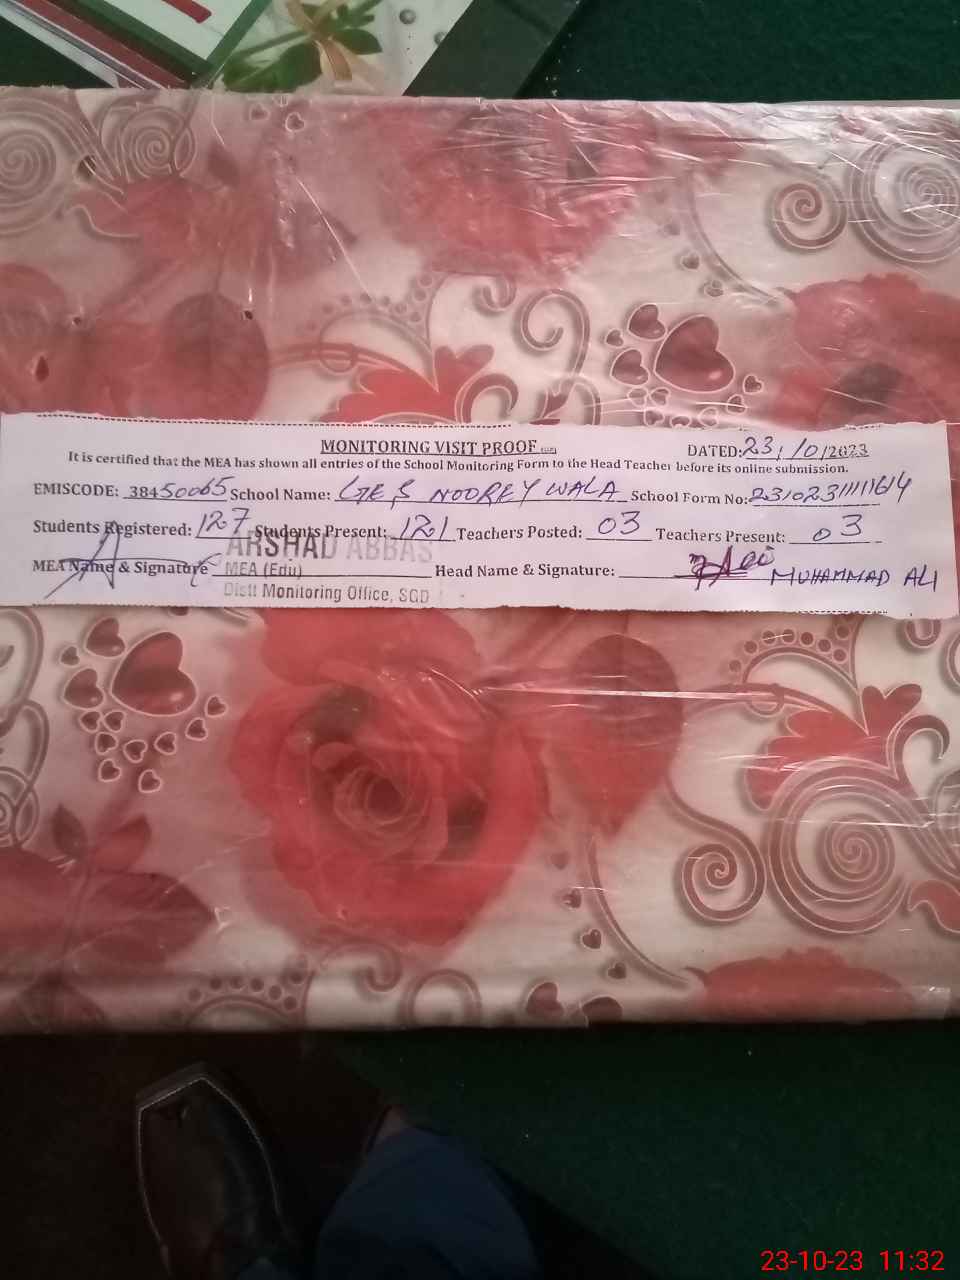 MONITORING VISIT PROOF DATED: 23/10/2023
It is certified that the MEA has shown all entries of the School Monitoring Form to the Head Teacher before its online submission.
EMISCODE: 38450065 School Name: GES NOOREY WALA School Form No:
Students Registered: 127 Students Present: 121 Teachers Posted: 03 Teachers Present: 03
ARSHAD ABBAS
MEA Name & Signature MEA (Edu) Head Name & Signature: MUHAMMAD ALI
Distt Monitoring Office, SGD
23-10-23 11:32